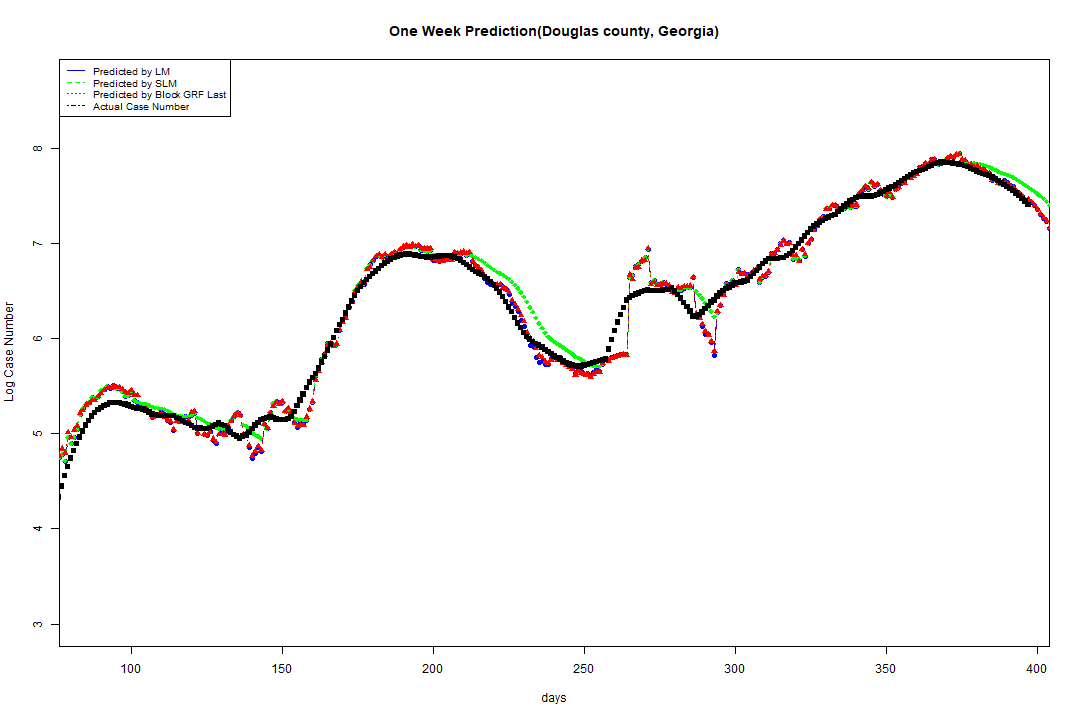 One Week Prediction(Douglas county, Georgia)
Predicted by LM
Predicted by SLM
Predicted by Block GRF Last
Actual Case Number
Log Case Number
8
7
6
5
4
3
100 150 200 250 300 350 400
days